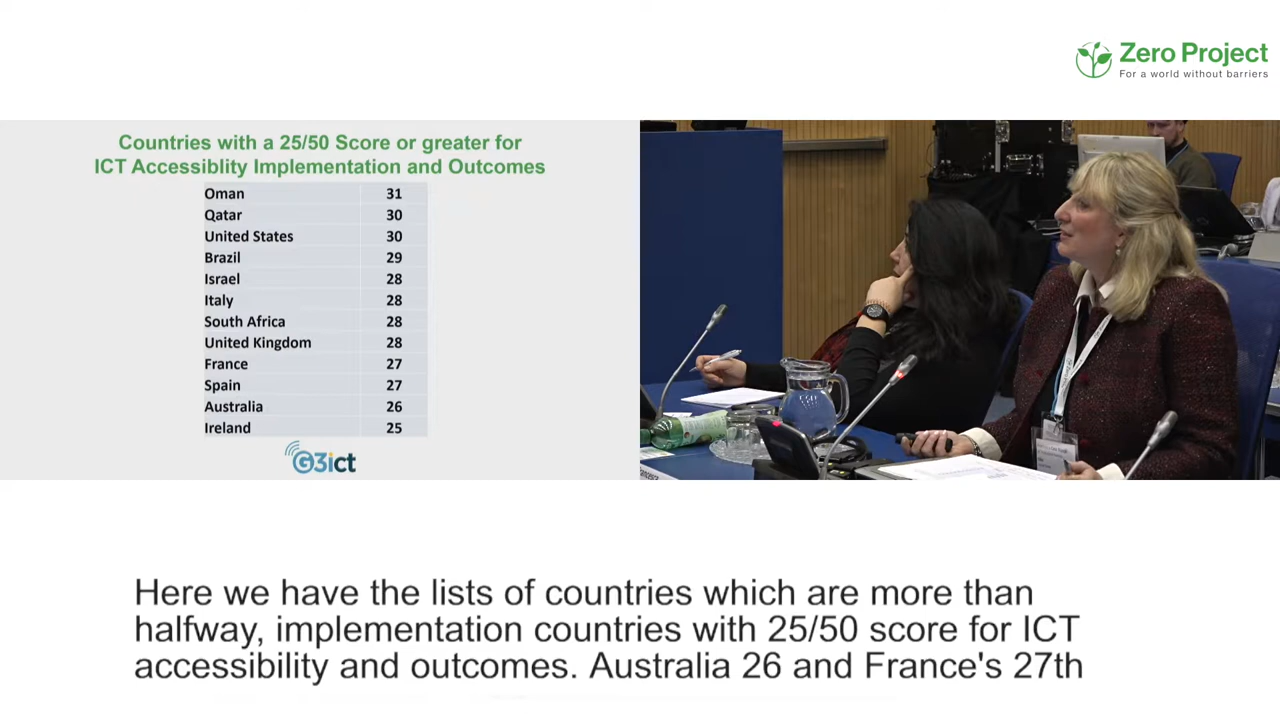 Zero Project
For a world without barriers
Countries with a 25/50 Score or greater for
ICT Accessiblity Implementation and Outcomes
Oman 31
Qatar 30
United States 30
Brazil 29
Israel 28
Italy 28
South Africa 28
United Kingdom 28
France 27
Spain 27
Australia 26
Ireland 25
G3ict
Here we have the lists of countries which are more than
halfway, implementation countries with 25/50 score for ICT
accessibility and outcomes. Australia 26 and France's 27th